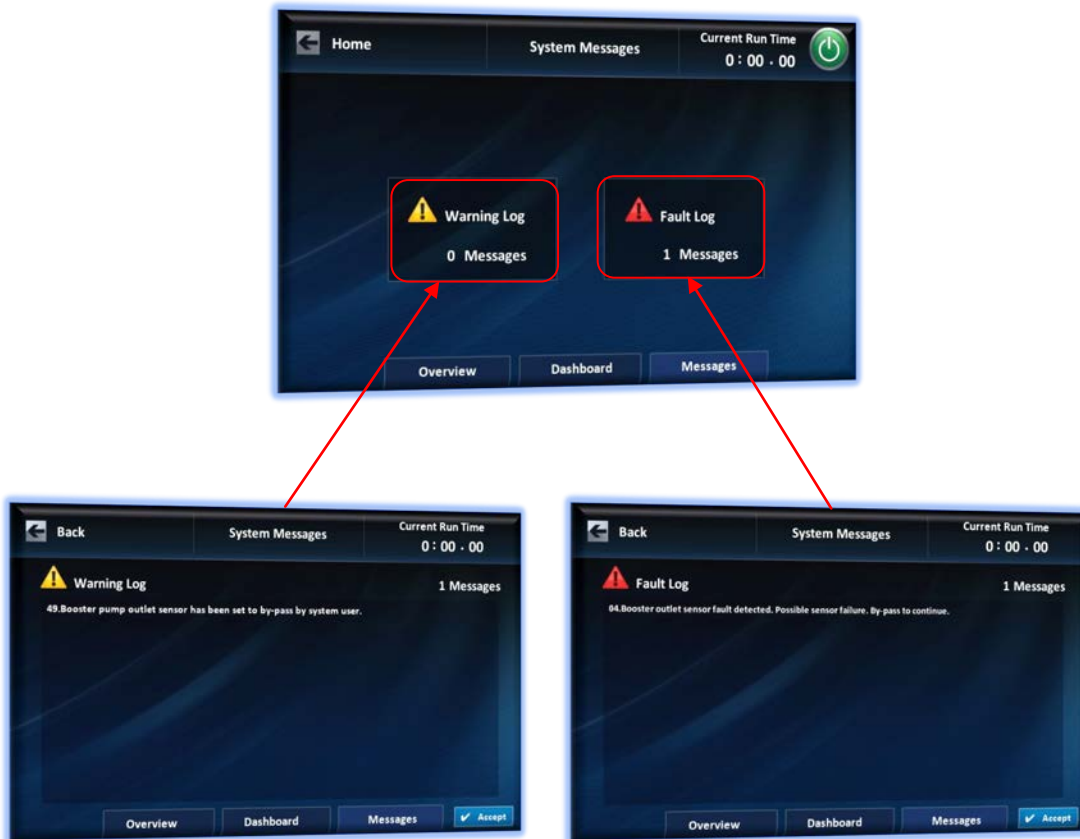 Home
System Messages
Current Run Time
0 : 00 . 00
Warning Log
0 Messages
Fault Log
1 Messages
Overview
Dashboard
Messages
Back
System Messages
Current Run Time
0 : 00 . 00
Warning Log
1 Messages
49.Booster pump outlet sensor has been set to by-pass by system user.
Overview
Dashboard
Messages
Accept
Back
System Messages
Current Run Time
0 : 00 . 00
Fault Log
1 Messages
04.Booster outlet sensor fault detected. Possible sensor failure. By-pass to continue.
Overview
Dashboard
Messages
Accept